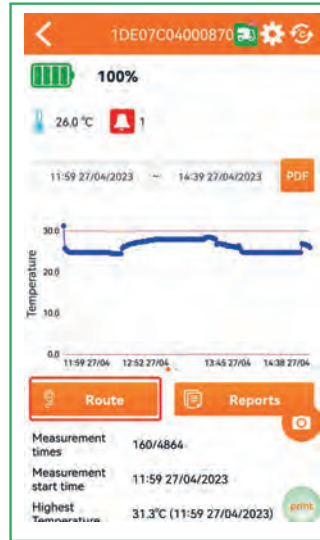 1DE07C04000870
100%
26.0 °C 1
11:59 27/04/2023 ~ 14:39 27/04/2023 PDF
Temperature
30.0
20.0
10.0
0.0
11:59 27/04 12:52 27/04 13:45 27/04 14:38 27/04
Route Reports
Measurement times 160/4864
Measurement start time 11:59 27/04/2023
Highest Temperature 31.3°C (11:59 27/04/2023)
print